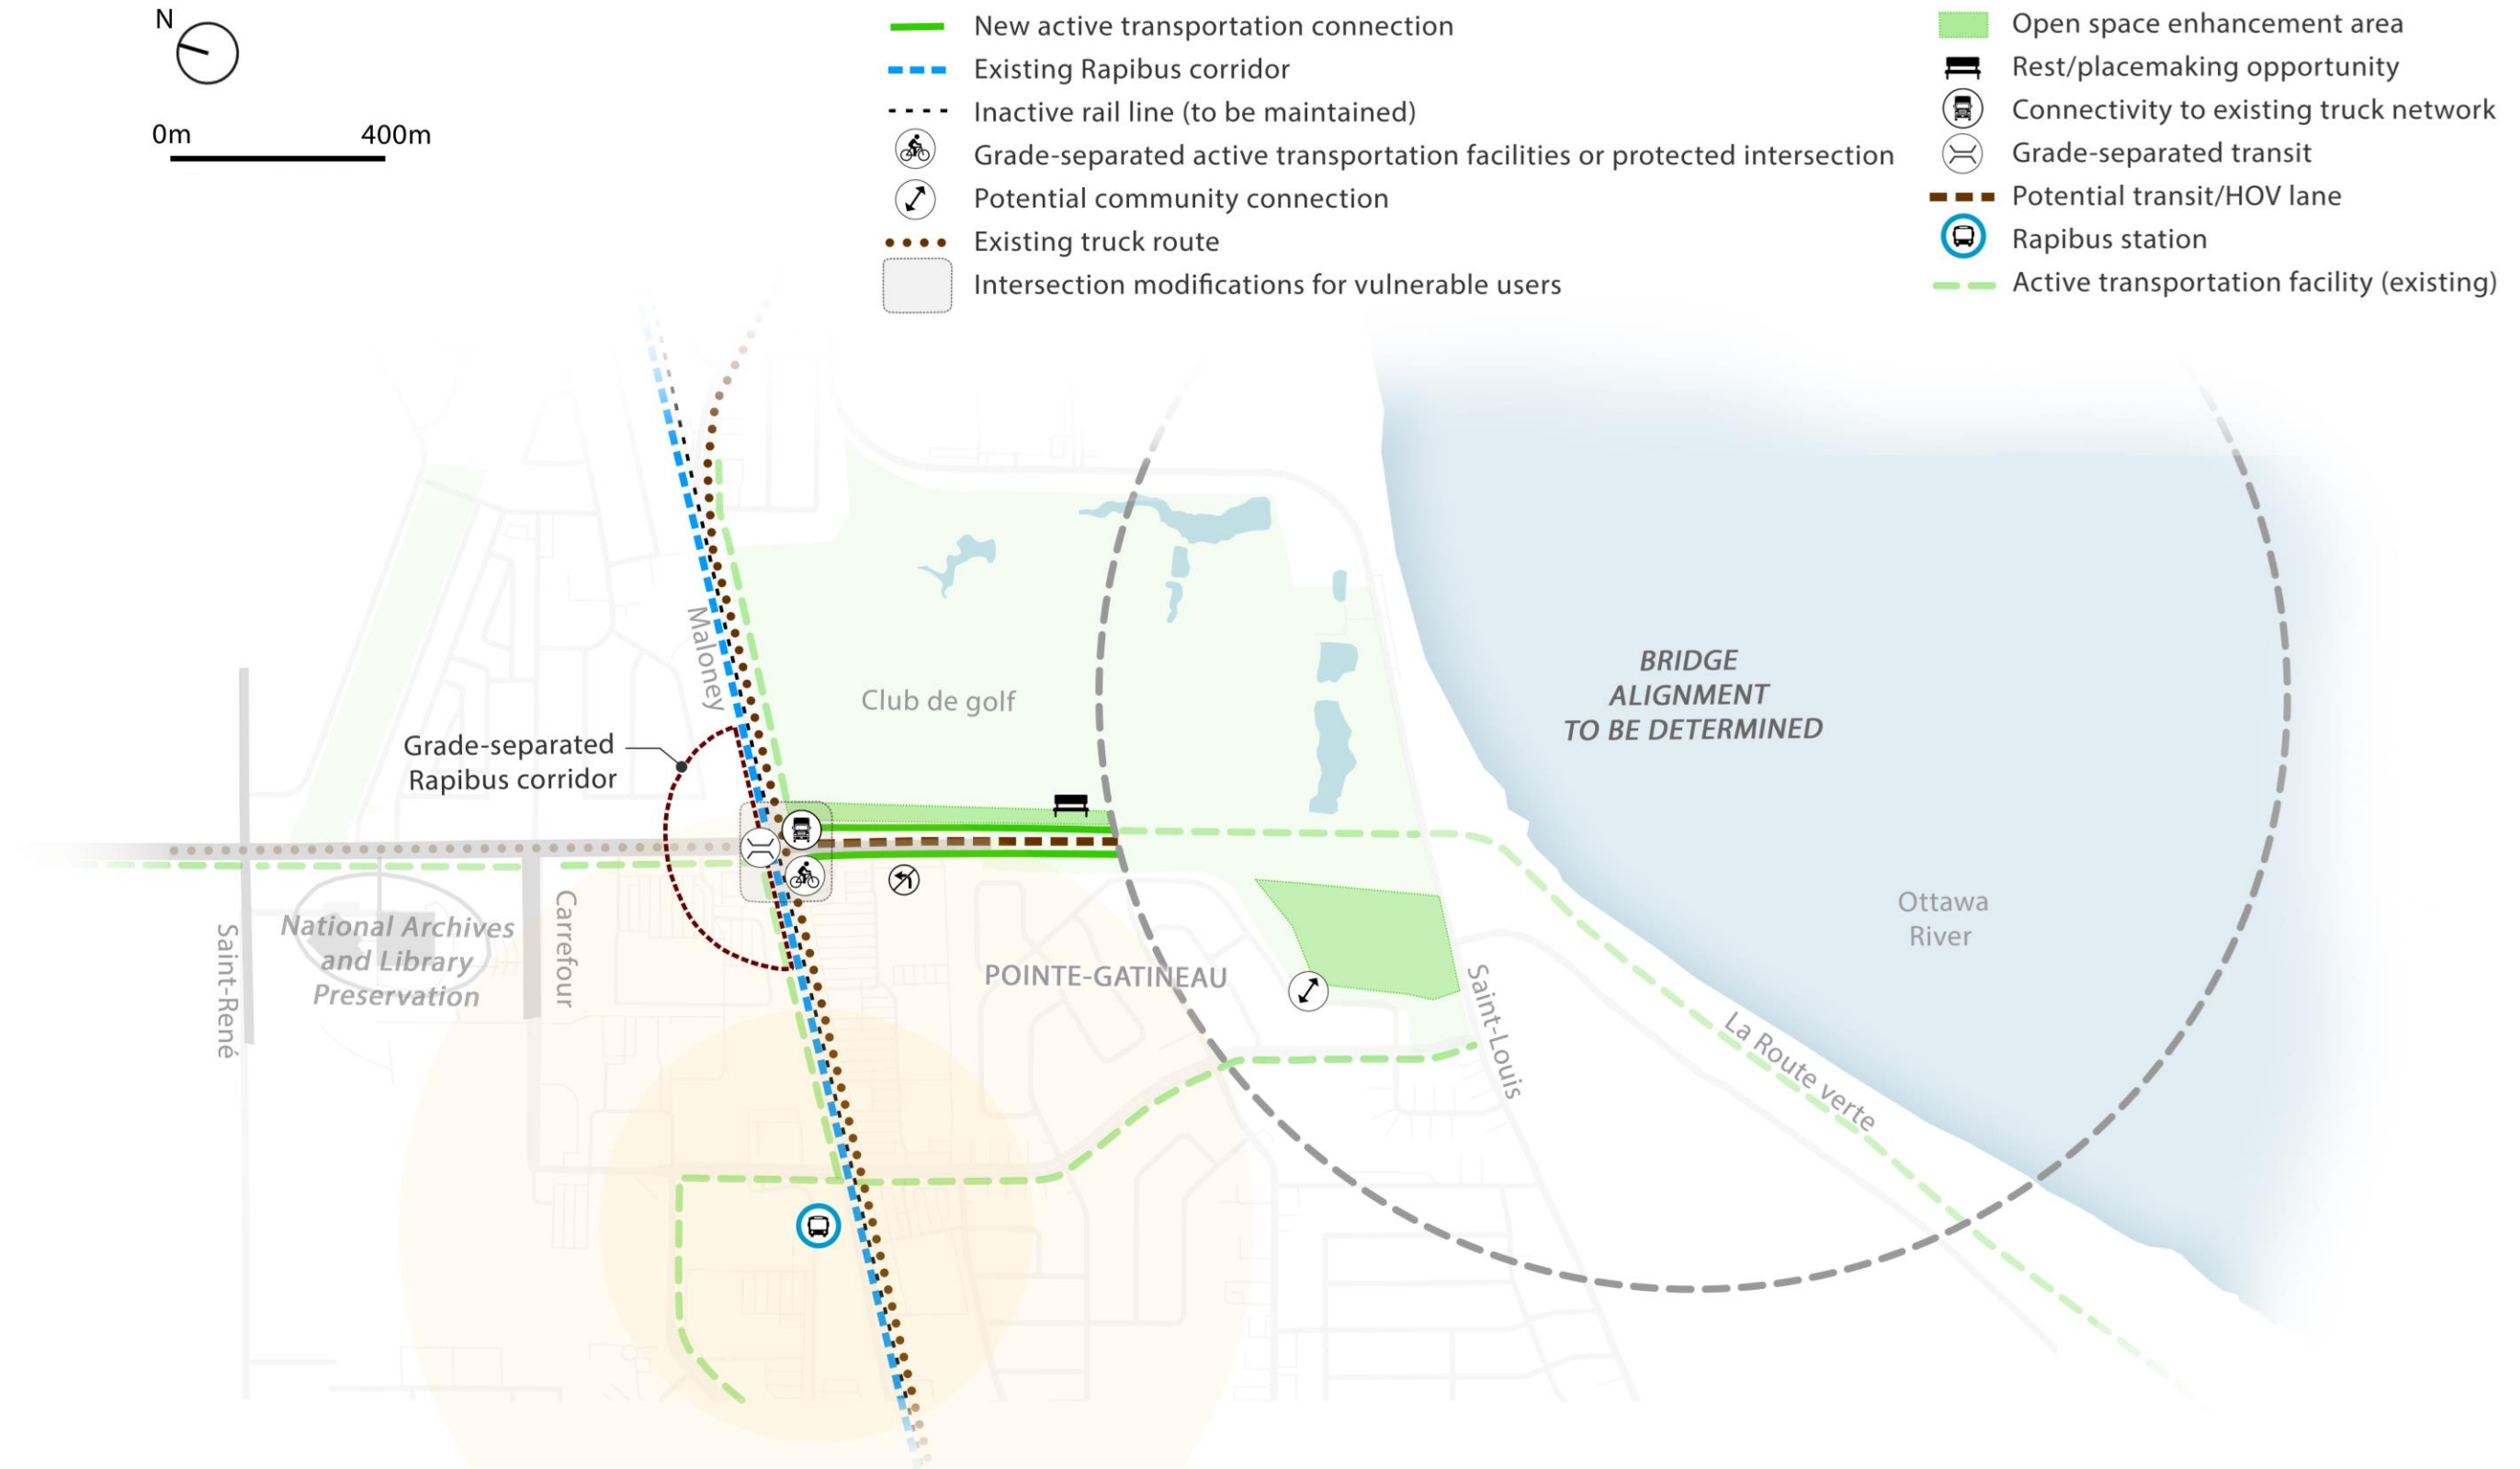 N
0m 400m
New active transportation connection
Existing Rapibus corridor
Inactive rail line (to be maintained)
Grade-separated active transportation facilities or protected intersection
Potential community connection
Existing truck route
Intersection modifications for vulnerable users
Open space enhancement area
Rest/placemaking opportunity
Connectivity to existing truck network
Grade-separated transit
Potential transit/HOV lane
Rapibus station
Active transportation facility (existing)
Maloney
Club de golf
BRIDGE
ALIGNMENT
TO BE DETERMINED
Grade-separated
Rapibus corridor
Saint-René
National Archives
and Library
Preservation
Carrefour
POINTE-GATINEAU
Saint-Louis
Ottawa
River
La Route verte